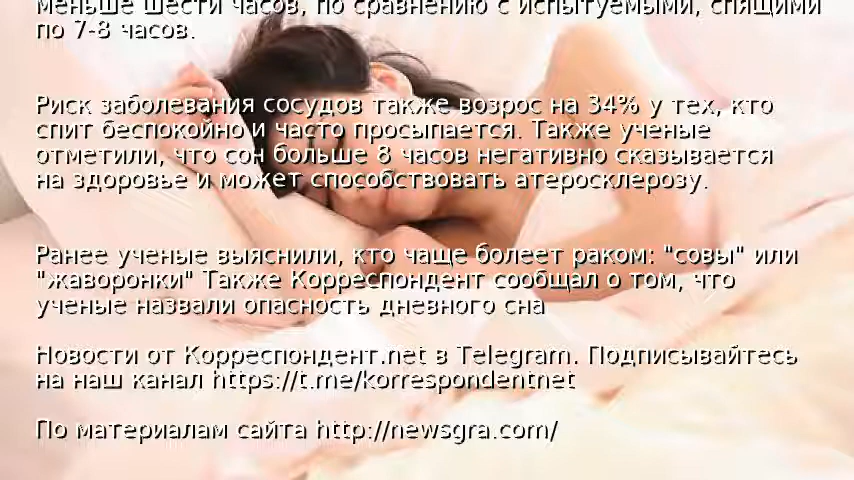 меньше шести часов, по сравнению с испытуемыми, спящими
по 7-8 часов.
Риск заболевания сосудов также возрос на 34% у тех, кто
спит беспокойно и часто просыпается. Также ученые
отметили, что сон больше 8 часов негативно сказывается
на здоровье и может способствовать атеросклерозу.
Ранее ученые выяснили, кто чаще болеет раком: "совы" или
"жаворонки" Также Корреспондент сообщал о том, что
ученые назвали опасность дневного сна
Новости от Корреспондент.net в Telegram. Подписывайтесь
на наш канал https://t.me/korrespondentnet
По материалам сайта http://newsgra.com/